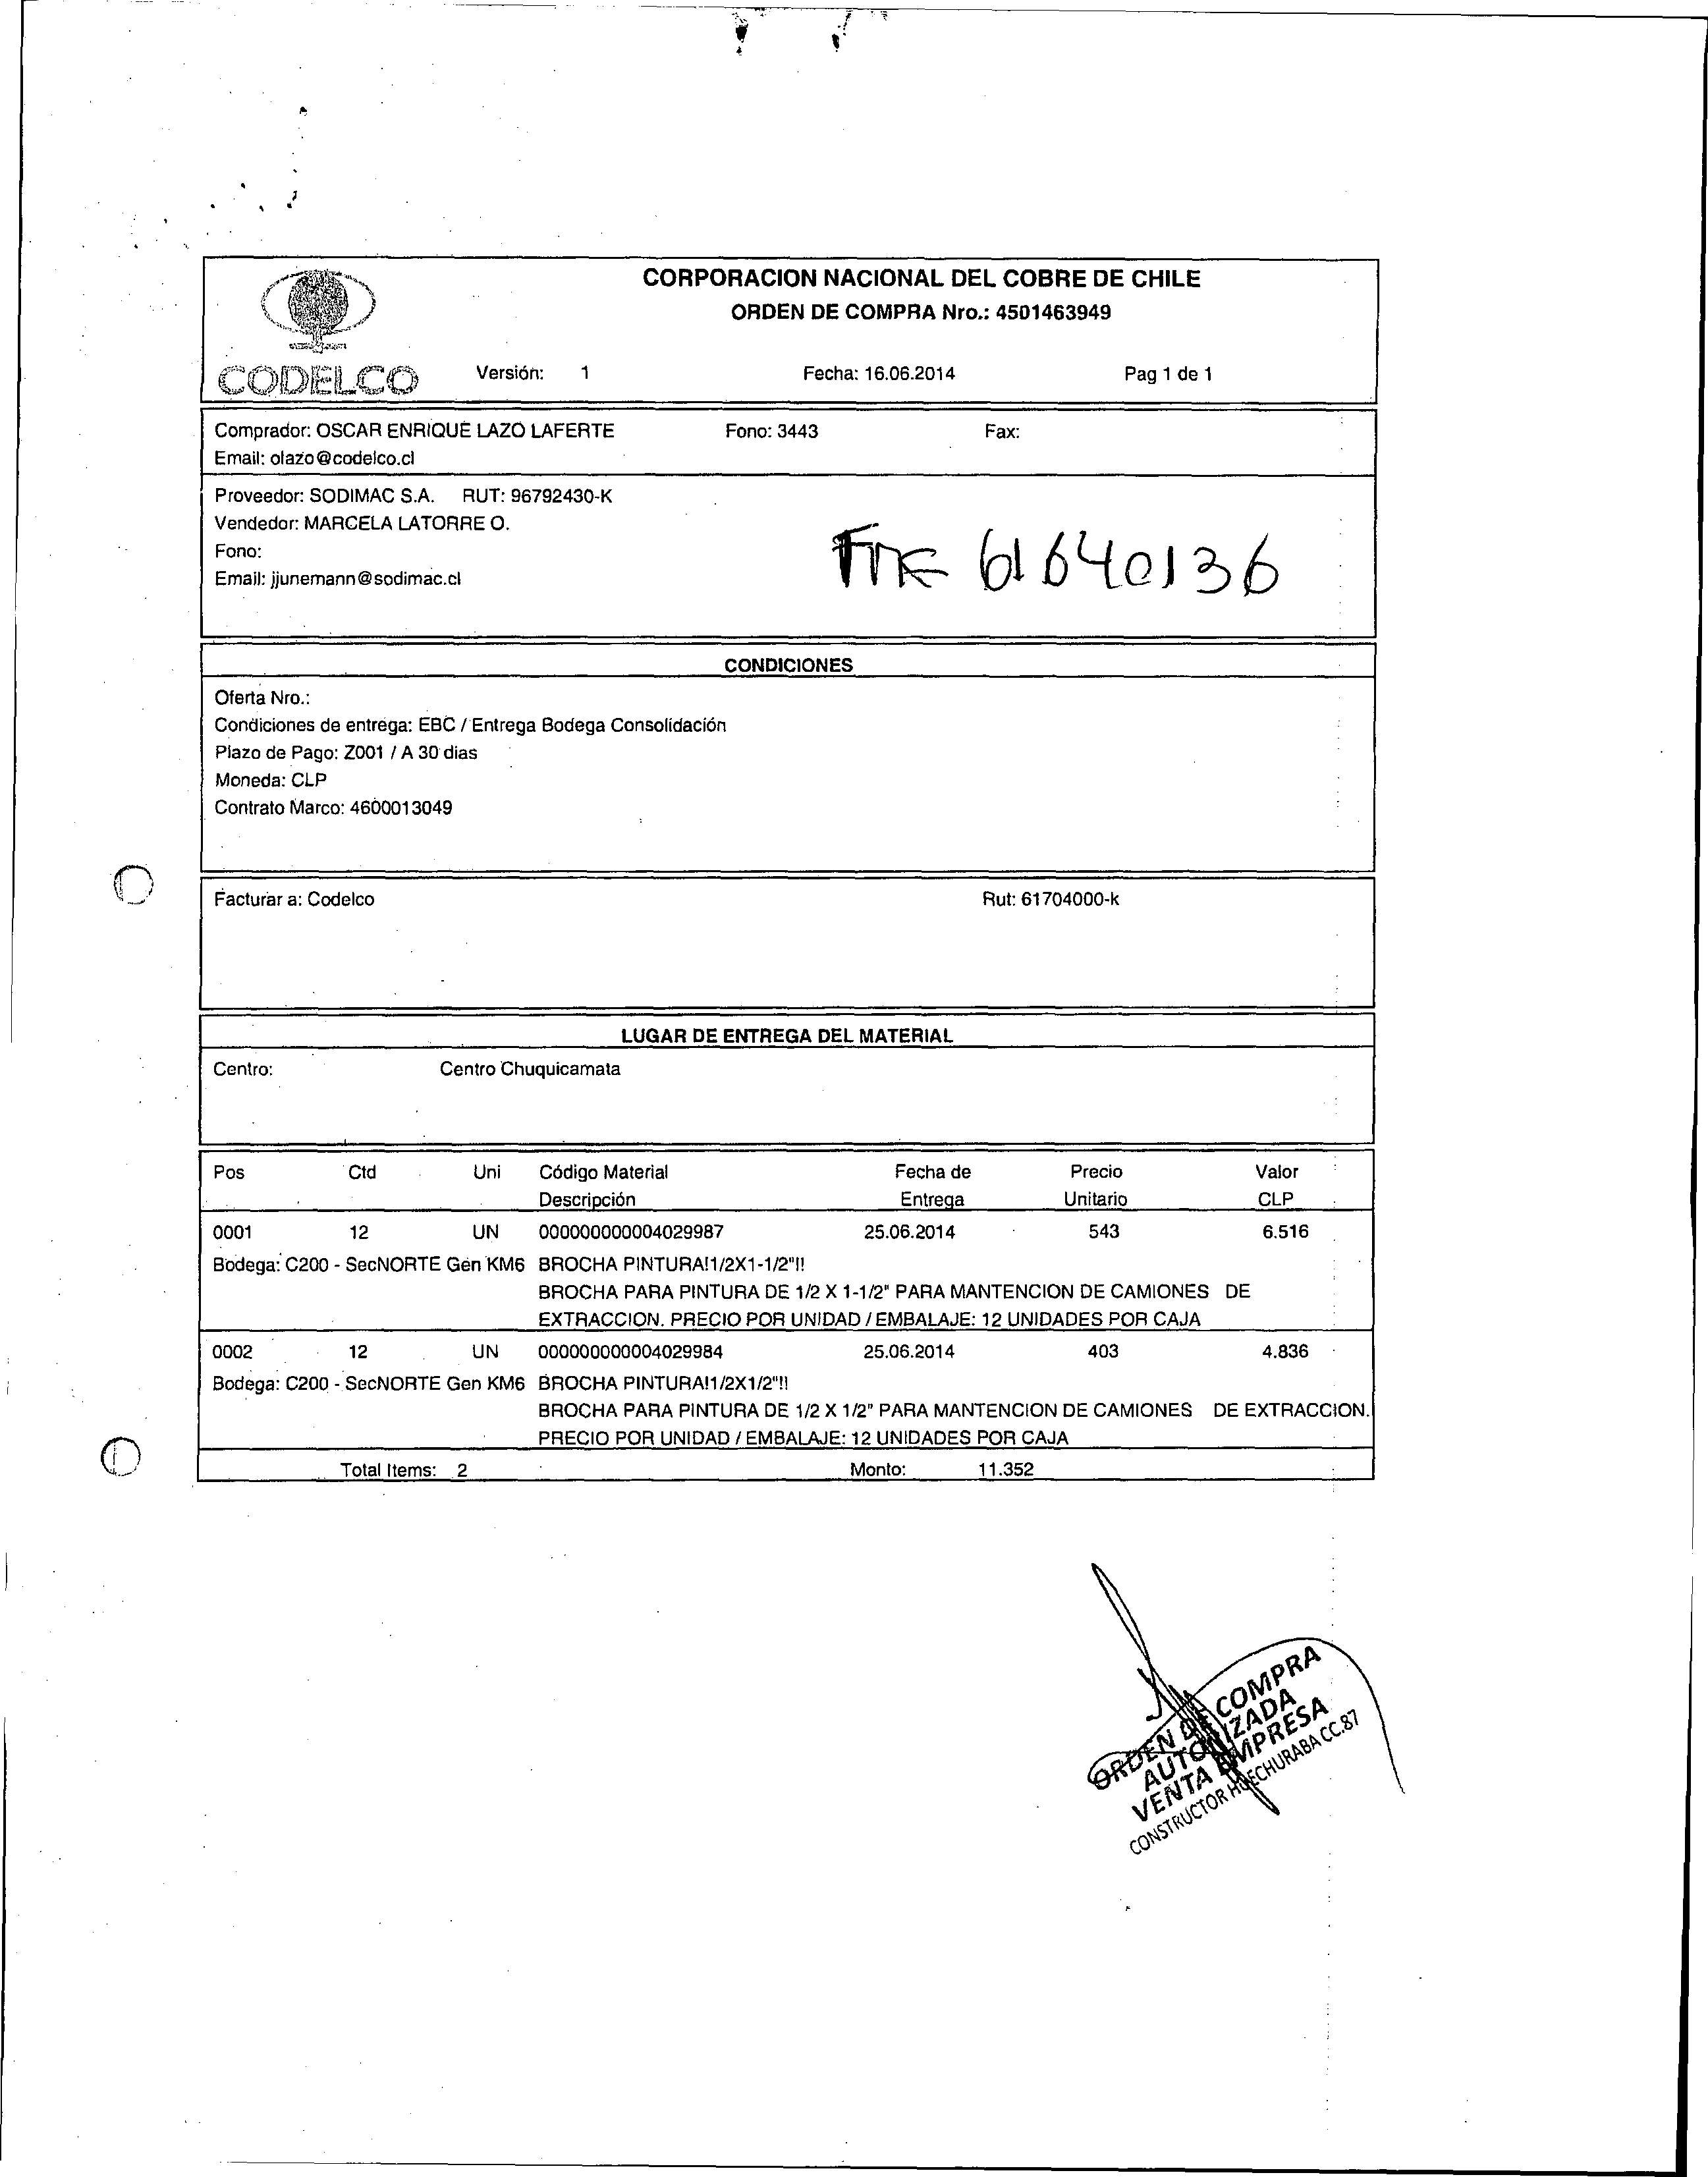 CORPORACION NACIONAL DEL COBRE DE CHILE
ORDEN DE COMPRA Nro.: 4501463949
CODELCO
Versión: 1 Fecha: 16.06.2014 Pag 1 de 1
Comprador: OSCAR ENRIQUE LAZO LAFERTE Fono: 3443 Fax:
Email: olazo@codelco.cl
Proveedor: SODIMAC S.A. RUT: 96792430-K
Vendedor: MARCELA LATORRE O.
Fono:
Email: jjunemann@sodimac.cl
61640136
CONDICIONES
Oferta Nro.:
Condiciones de entrega: EBC / Entrega Bodega Consolidación
Plazo de Pago: Z001 / A 30 dias
Moneda: CLP
Contrato Marco: 4600013049
Facturar a: Codelco Rut: 61704000-k
LUGAR DE ENTREGA DEL MATERIAL
Centro: Centro Chuquicamata
Pos Ctd Uni Código Material Fecha de Precio Valor
Descripción Entrega Unitario CLP
0001 12 UN 000000000004029987 25.06.2014 543 6.516
Bodega: C200 - SecNORTE Gen KM6 BROCHA PINTURA!1/2X1-1/2"!!
BROCHA PARA PINTURA DE 1/2 X 1-1/2" PARA MANTENCION DE CAMIONES DE
EXTRACCION. PRECIO POR UNIDAD / EMBALAJE: 12 UNIDADES POR CAJA
0002 12 UN 000000000004029984 25.06.2014 403 4.836
Bodega: C200 - SecNORTE Gen KM6 BROCHA PINTURA!1/2X1/2"!!
BROCHA PARA PINTURA DE 1/2 X 1/2" PARA MANTENCION DE CAMIONES DE EXTRACCION.
PRECIO POR UNIDAD / EMBALAJE: 12 UNIDADES POR CAJA
Total Items: 2 Monto: 11.352
ORDEN DE COMPRA
AUTORIZADA
VENTA EMPRESA
CONSTRUCTOR HUECHURABA CC.87